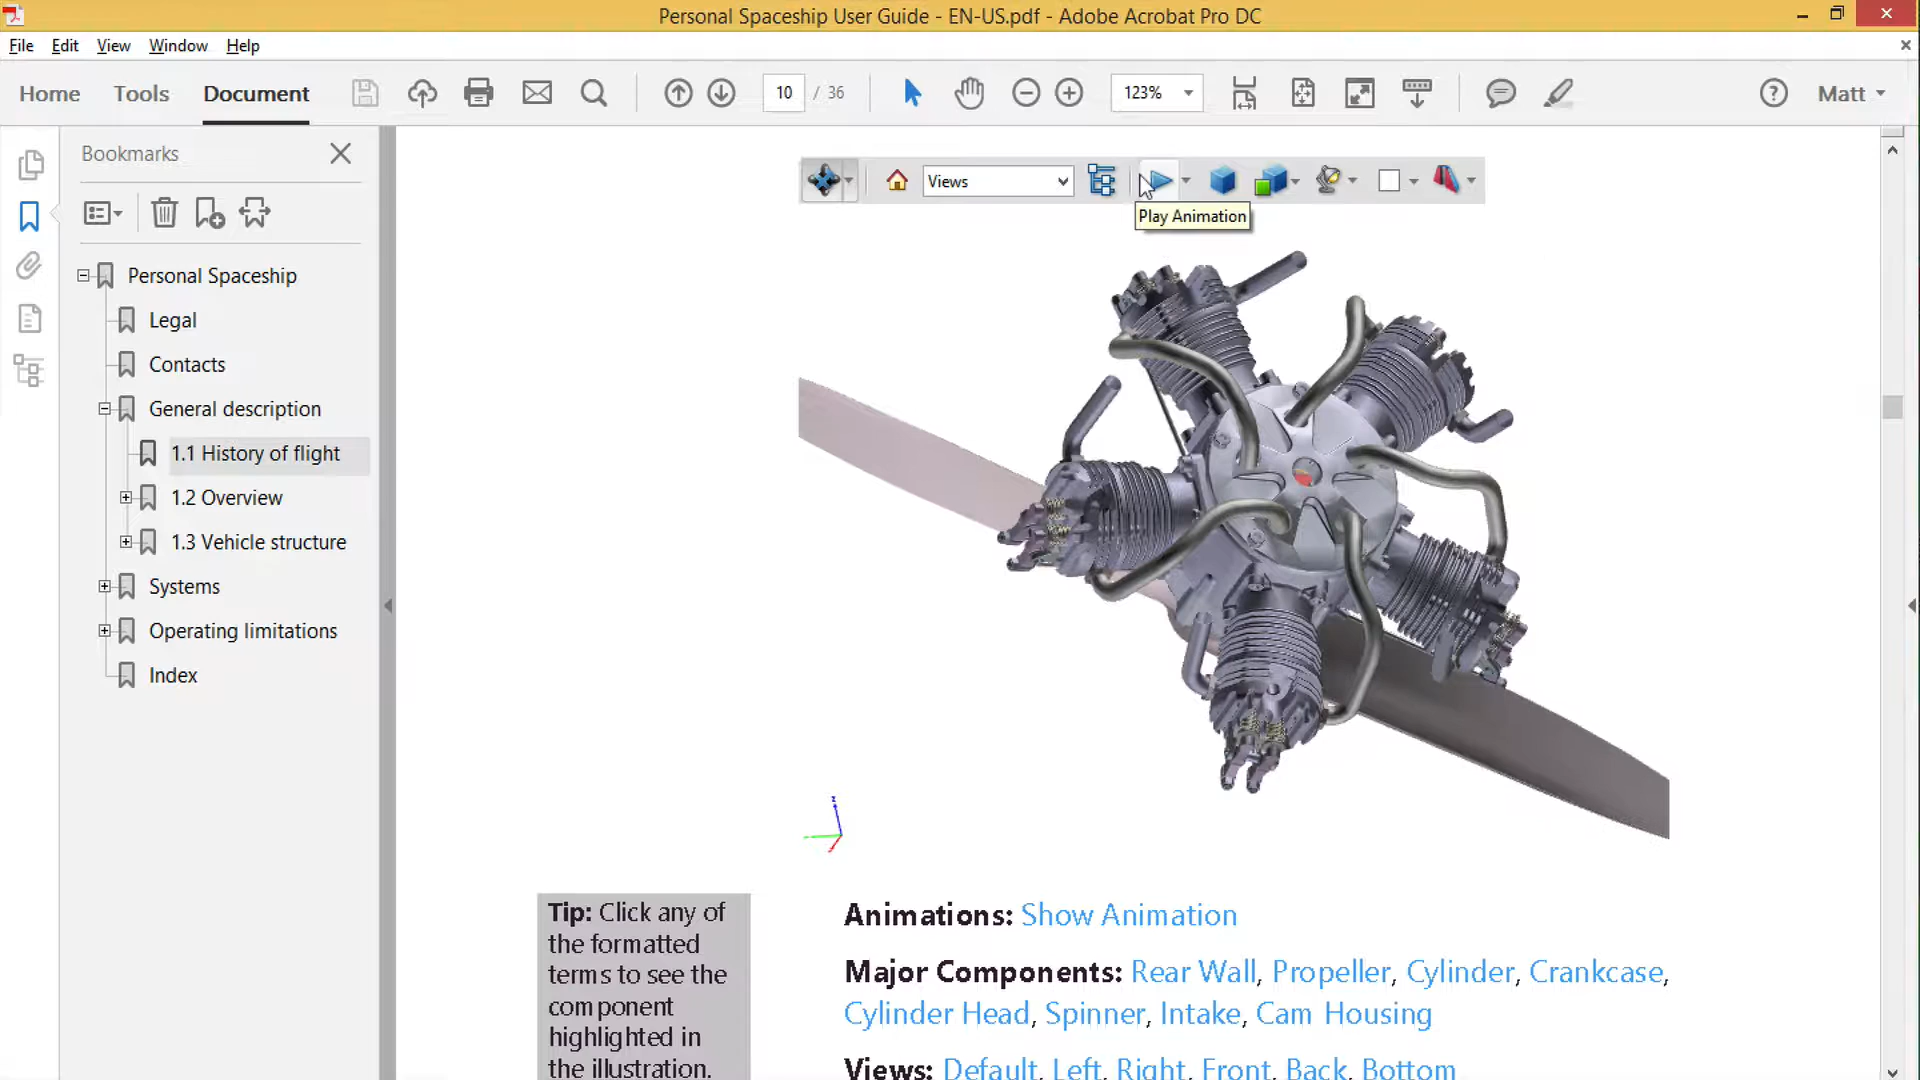 Personal Spaceship User Guide - EN-US.pdf - Adobe Acrobat Pro DC
File Edit View Window Help
Home Tools Document 10 / 36 123% Matt
Bookmarks
Personal Spaceship
Legal
Contacts
General description
1.1 History of flight
1.2 Overview
1.3 Vehicle structure
Systems
Operating limitations
Index
Views
Play Animation
z
Tip: Click any of
the formatted
terms to see the
component
highlighted in
the illustration.
Animations: Show Animation
Major Components: Rear Wall, Propeller, Cylinder, Crankcase,
Cylinder Head, Spinner, Intake, Cam Housing
Views: Default, Left, Right, Front, Back, Bottom